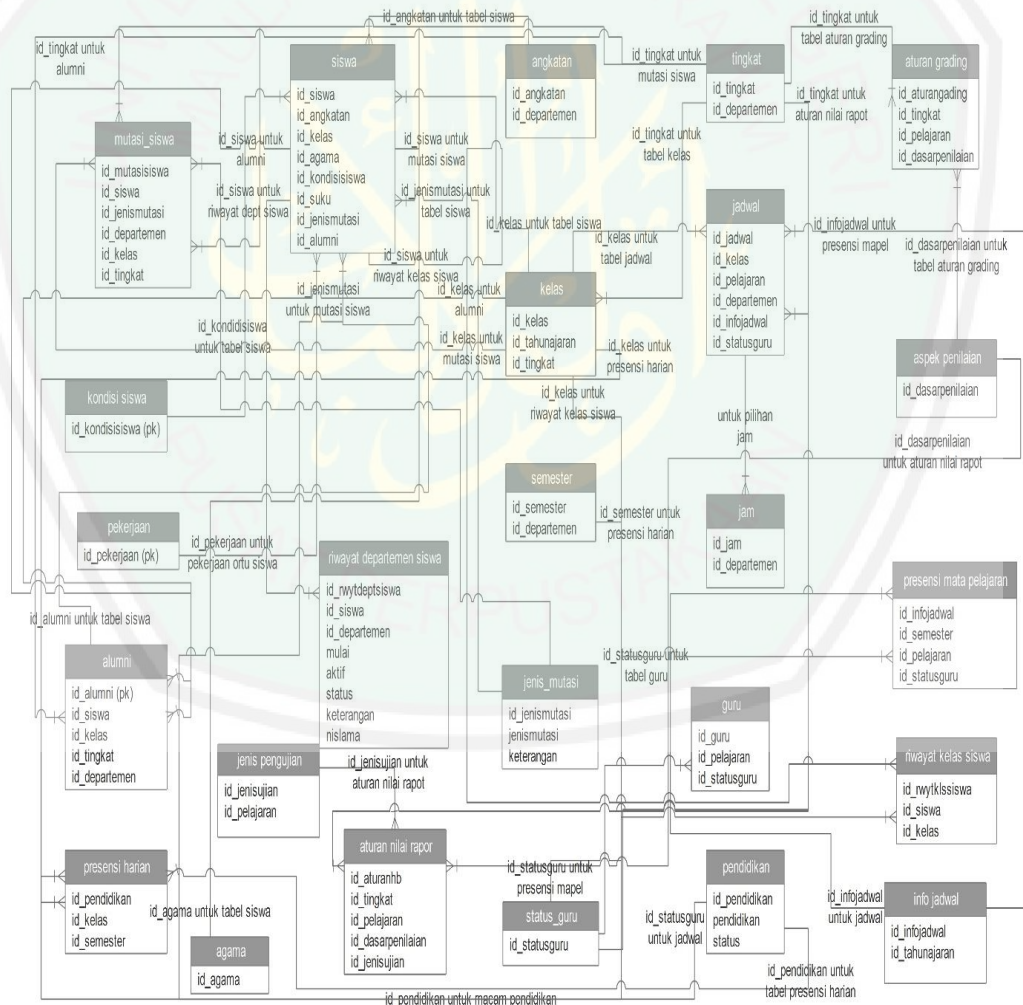 id_angkatan untuk tabel siswa
id_tingkat untuk
tabel aturan grading
id_tingkat untuk
alumni
siswa
id_siswa
id_angkatan
id_kelas
id_agama
id_kondisisiswa
id_suku
id_jenismutasi
id_alumni
angkatan
id_angkatan
id_departemen
id_tingkat untuk
mutasi siswa
tingkat
id_tingkat
id_departemen
id_tingkat untuk
aturan nilai rapot
aturan grading
id_aturangading
id_tingkat
id_pelajaran
id_dasarpenilaian
mutasi_siswa
id_mutasisiswa
id_siswa
id_jenismutasi
id_departemen
id_kelas
id_tingkat
id_siswa untuk
alumni
id_siswa untuk
riwayat dept siswa
id_siswa untuk
mutasi siswa
id_jenismutasi untuk
tabel siswa
id_tingkat untuk
tabel kelas
id_kelas untuk tabel siswa
id_kelas untuk
tabel jadwal
jadwal
id_jadwal
id_kelas
id_pelajaran
id_departemen
id_infojadwal
id_statusguru
id_infojadwal untuk
presensi mapel
id_dasarpenilaian untuk
tabel aturan grading
id_siswa untuk
riwayat kelas siswa
id_jenismutasi
untuk mutasi siswa
id_kelas untuk
alumni
kelas
id_kelas
id_tahunajaran
id_tingkat
id_kondisiswa
untuk tabel siswa
id_kelas untuk
mutasi siswa
id_kelas untuk
presensi harian
aspek penilaian
id_dasarpenilaian
kondisi siswa
id_kondisisiswa (pk)
id_kelas untuk
riwayat kelas siswa
untuk pilihan
jam
id_dasarpenilaian
untuk aturan nilai rapot
semester
id_semester
id_departemen
id_semester untuk
presensi harian
jam
id_jam
id_departemen
pekerjaan
id_pekerjaan (pk)
id_pekerjaan untuk
pekerjaan ortu siswa
riwayat departemen siswa
id_rwytdeptsiswa
id_siswa
id_departemen
mulai
aktif
status
keterangan
nislama
presensi mata pelajaran
id_infojadwal
id_semester
id_pelajaran
id_statusguru
id_alumni untuk tabel siswa
alumni
id_alumni (pk)
id_siswa
id_kelas
id_tingkat
id_departemen
id_statusguru untuk
tabel guru
jenis_mutasi
id_jenismutasi
jenismutasi
keterangan
guru
id_guru
id_pelajaran
id_statusguru
jenis pengujian
id_jenisujian
id_pelajaran
id_jenisujian untuk
aturan nilai rapot
riwayat kelas siswa
id_rwytklssiswa
id_siswa
id_kelas
presensi harian
id_pendidikan
id_kelas
id_semester
id_agama untuk tabel siswa
agama
id_agama
aturan nilai rapor
id_aturanhb
id_tingkat
id_pelajaran
id_dasarpenilaian
id_jenisujian
id_statusguru untuk
presensi mapel
status_guru
id_statusguru
id_statusguru
untuk jadwal
pendidikan
id_pendidikan
pendidikan
status
id_infojadwal
untuk jadwal
info jadwal
id_infojadwal
id_tahunajaran
id_pendidikan untuk
tabel presensi harian
id_pendidikan untuk macam pendidikan